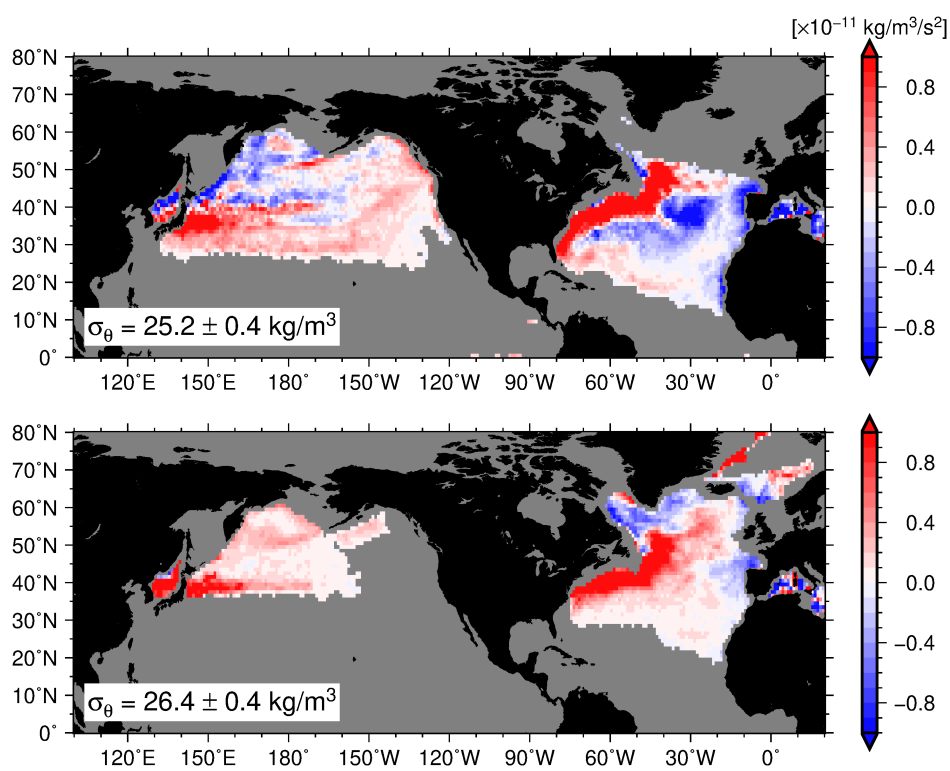 [×10⁻¹¹ kg/m³/s²]
80˚N
70˚N
60˚N
50˚N
40˚N
30˚N
20˚N
10˚N
0˚
σθ = 25.2 ± 0.4 kg/m³
120˚E 150˚E 180˚ 150˚W 120˚W 90˚W 60˚W 30˚W 0˚
0.8
0.4
0.0
−0.4
−0.8
80˚N
70˚N
60˚N
50˚N
40˚N
30˚N
20˚N
10˚N
0˚
σθ = 26.4 ± 0.4 kg/m³
120˚E 150˚E 180˚ 150˚W 120˚W 90˚W 60˚W 30˚W 0˚
0.8
0.4
0.0
−0.4
−0.8